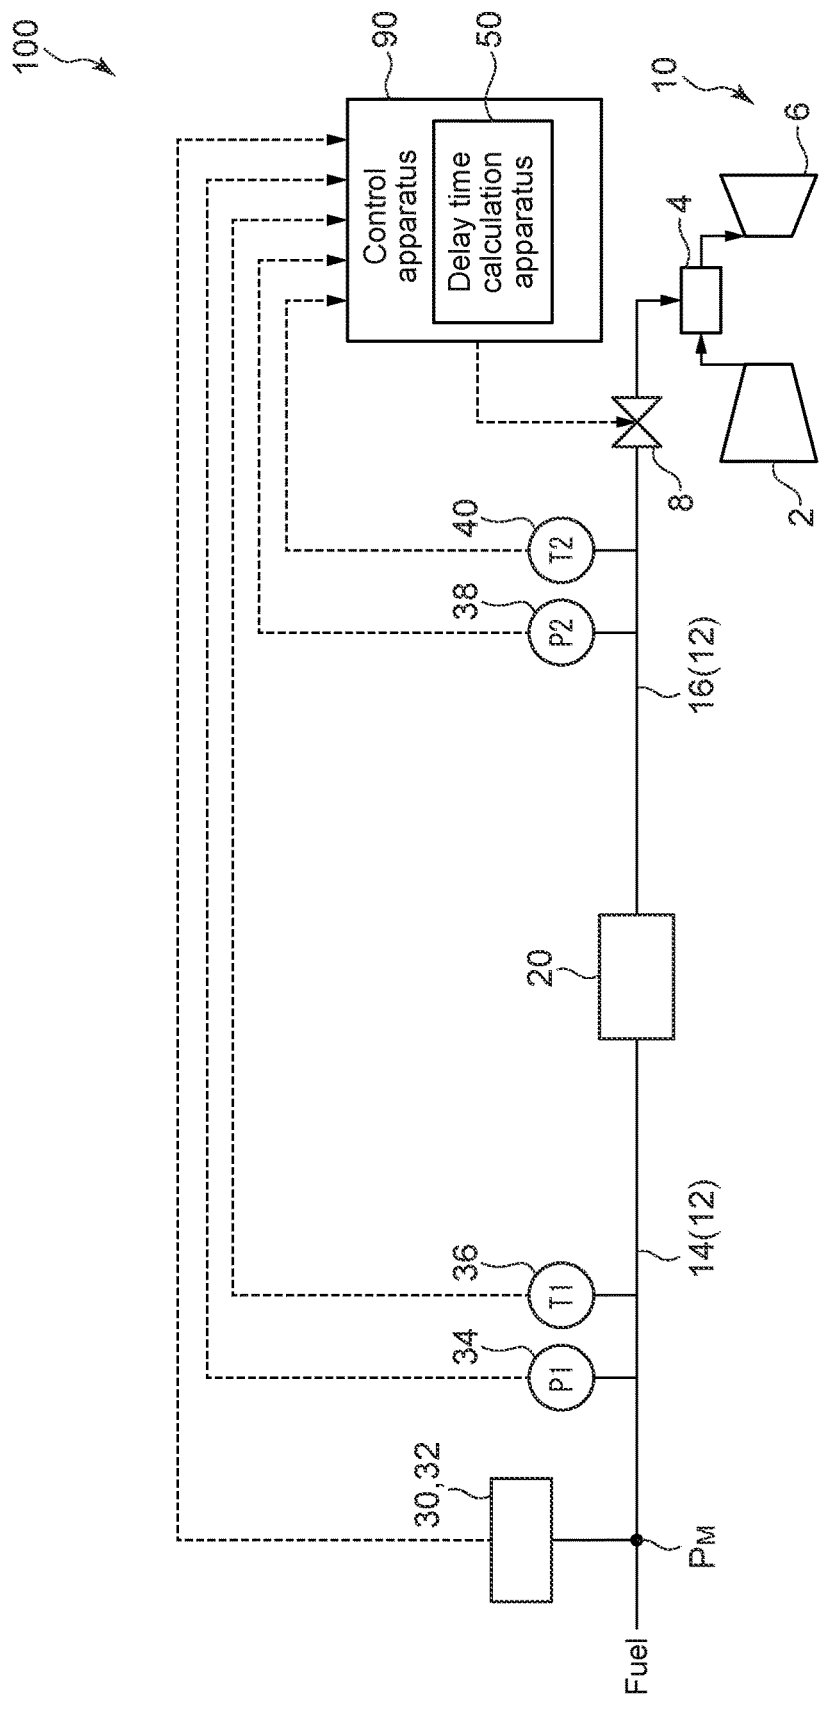 100
90
50
Control
apparatus
Delay time
calculation
apparatus
10
6
4
2
8
40
T2
38
P2
16(12)
20
14(12)
36
T1
34
P1
30,32
PM
Fuel